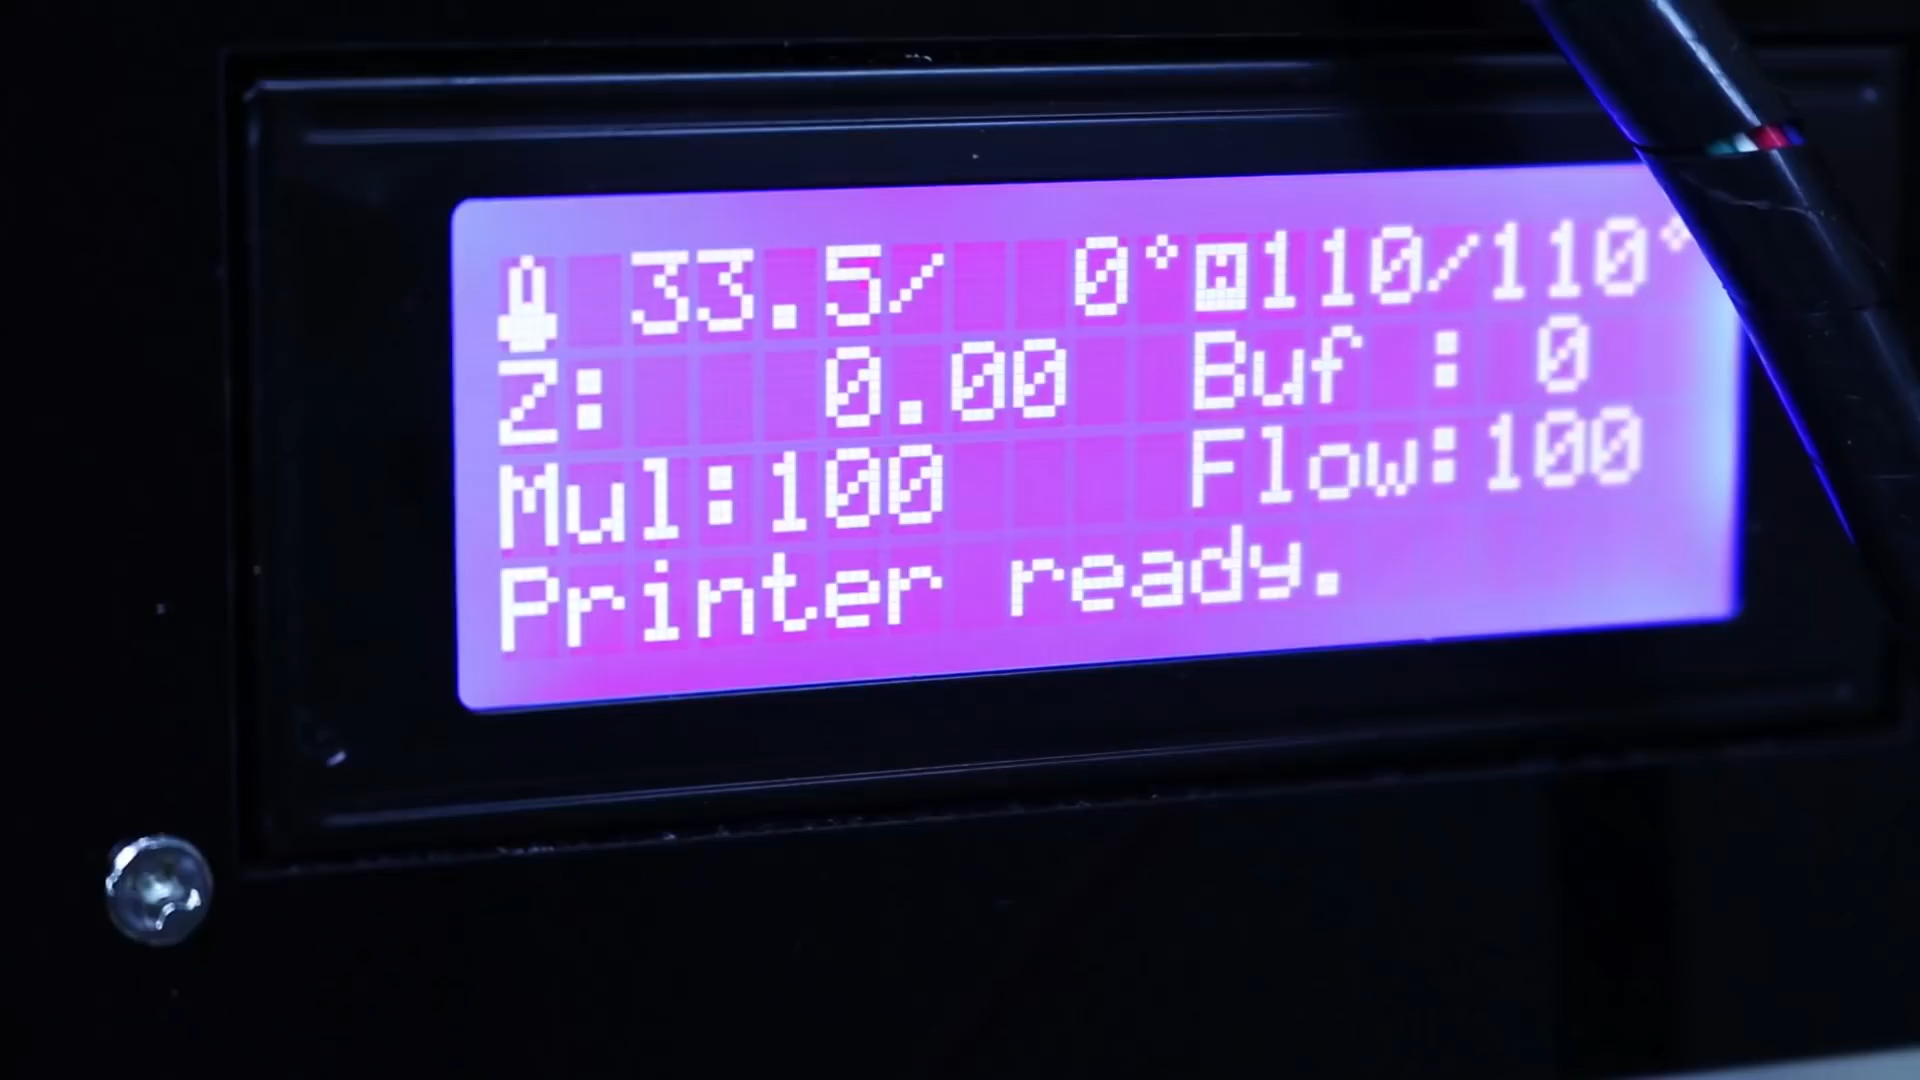 33.5/ 0° 110/110°
Z: 0.00 Buf : 0
Mul:100 Flow:100
Printer ready.